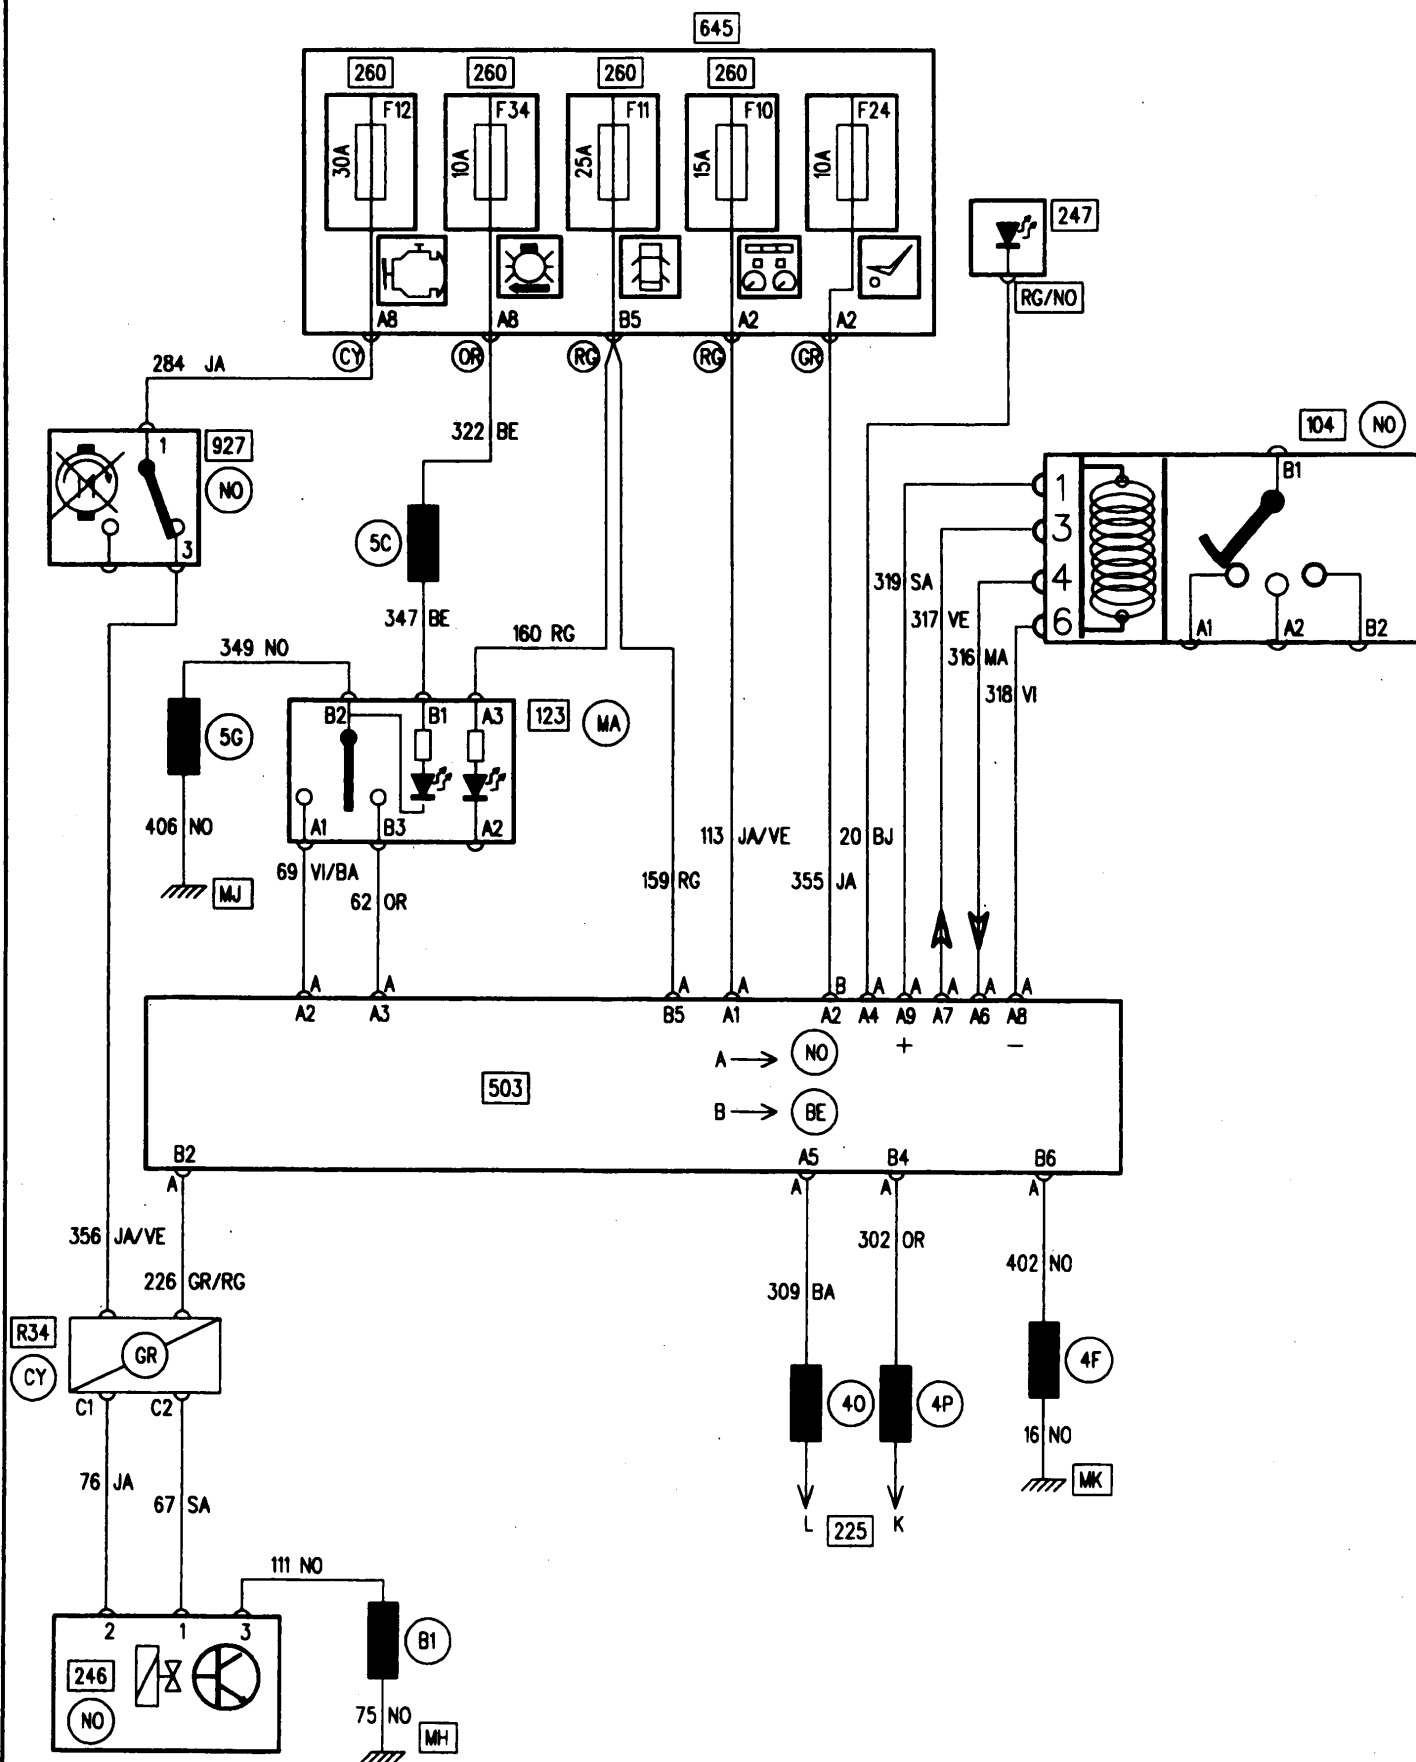 645
260 260 260 260
F12 F34 F11 F10 F24
30A 10A 25A 15A 10A
247
RG/NO
A8 A8 B5 A2 A2
CY OR RG RG GR
284 JA
322 BE
104 NO
1 927
NO
3
B1
1
3
4
6
5C
319 SA
317 VE
316 MA
318 VI
A1 A2 B2
347 BE
160 RG
349 NO
B2 B1 A3 123 MA
5G
406 NO
A1 B3 A2
MJ
69 VI/BA
62 OR
113 JA/VE
20 BJ
159 RG
355 JA
A A A A B A A A A A
A2 A3 B5 A1 A2 A4 A9 A7 A6 A8
+ −
A NO
503
B BE
B2 A5 B4 B6
A A A A
356 JA/VE
302 OR
402 NO
226 GR/RG
309 BA
R34
GR
CY
4F
C1 C2
40 4P
16 NO
76 JA
67 SA
MK
L 225 K
111 NO
2 1 3
B1
246
NO
75 NO
MH